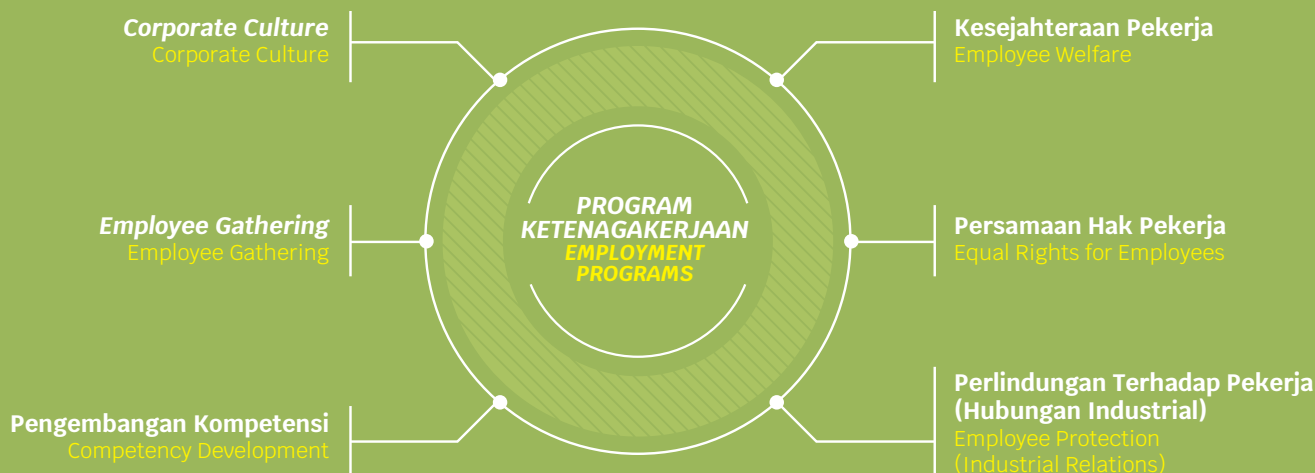 Corporate Culture
Corporate Culture
Employee Gathering
Employee Gathering
Pengembangan Kompetensi
Competency Development
PROGRAM
KETENAGAKERJAAN
EMPLOYMENT
PROGRAMS
Kesejahteraan Pekerja
Employee Welfare
Persamaan Hak Pekerja
Equal Rights for Employees
Perlindungan Terhadap Pekerja
(Hubungan Industrial)
Employee Protection
(Industrial Relations)